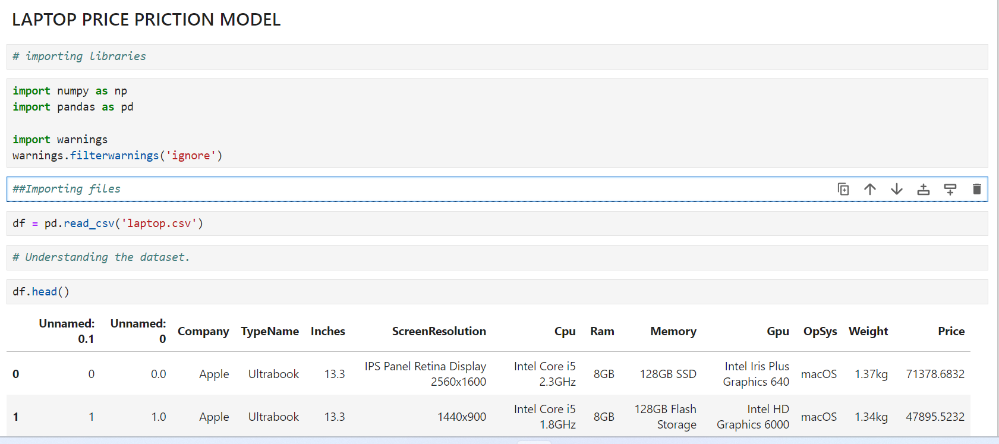 LAPTOP PRICE PRICTION MODEL
# importing libraries
import numpy as np
import pandas as pd
import warnings
warnings.filterwarnings('ignore')
##Importing files
df = pd.read_csv('laptop.csv')
# Understanding the dataset.
df.head()
Unnamed: 0.1 Unnamed: 0 Company TypeName Inches ScreenResolution Cpu Ram Memory Gpu OpSys Weight Price
0 0 0.0 Apple Ultrabook 13.3 IPS Panel Retina Display 2560x1600 Intel Core i5 2.3GHz 8GB 128GB SSD Intel Iris Plus Graphics 640 macOS 1.37kg 71378.6832
1 1 1.0 Apple Ultrabook 13.3 1440x900 Intel Core i5 1.8GHz 8GB 128GB Flash Storage Intel HD Graphics 6000 macOS 1.34kg 47895.5232